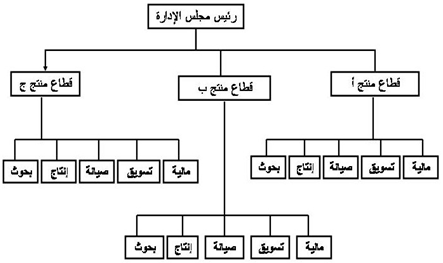 رئيس مجلس الإدارة
قطاع منتج أ
قطاع منتج ب
قطاع منتج ج
مالية
تسويق
صيانة
إنتاج
بحوث
مالية
تسويق
صيانة
إنتاج
بحوث
مالية
تسويق
صيانة
إنتاج
بحوث